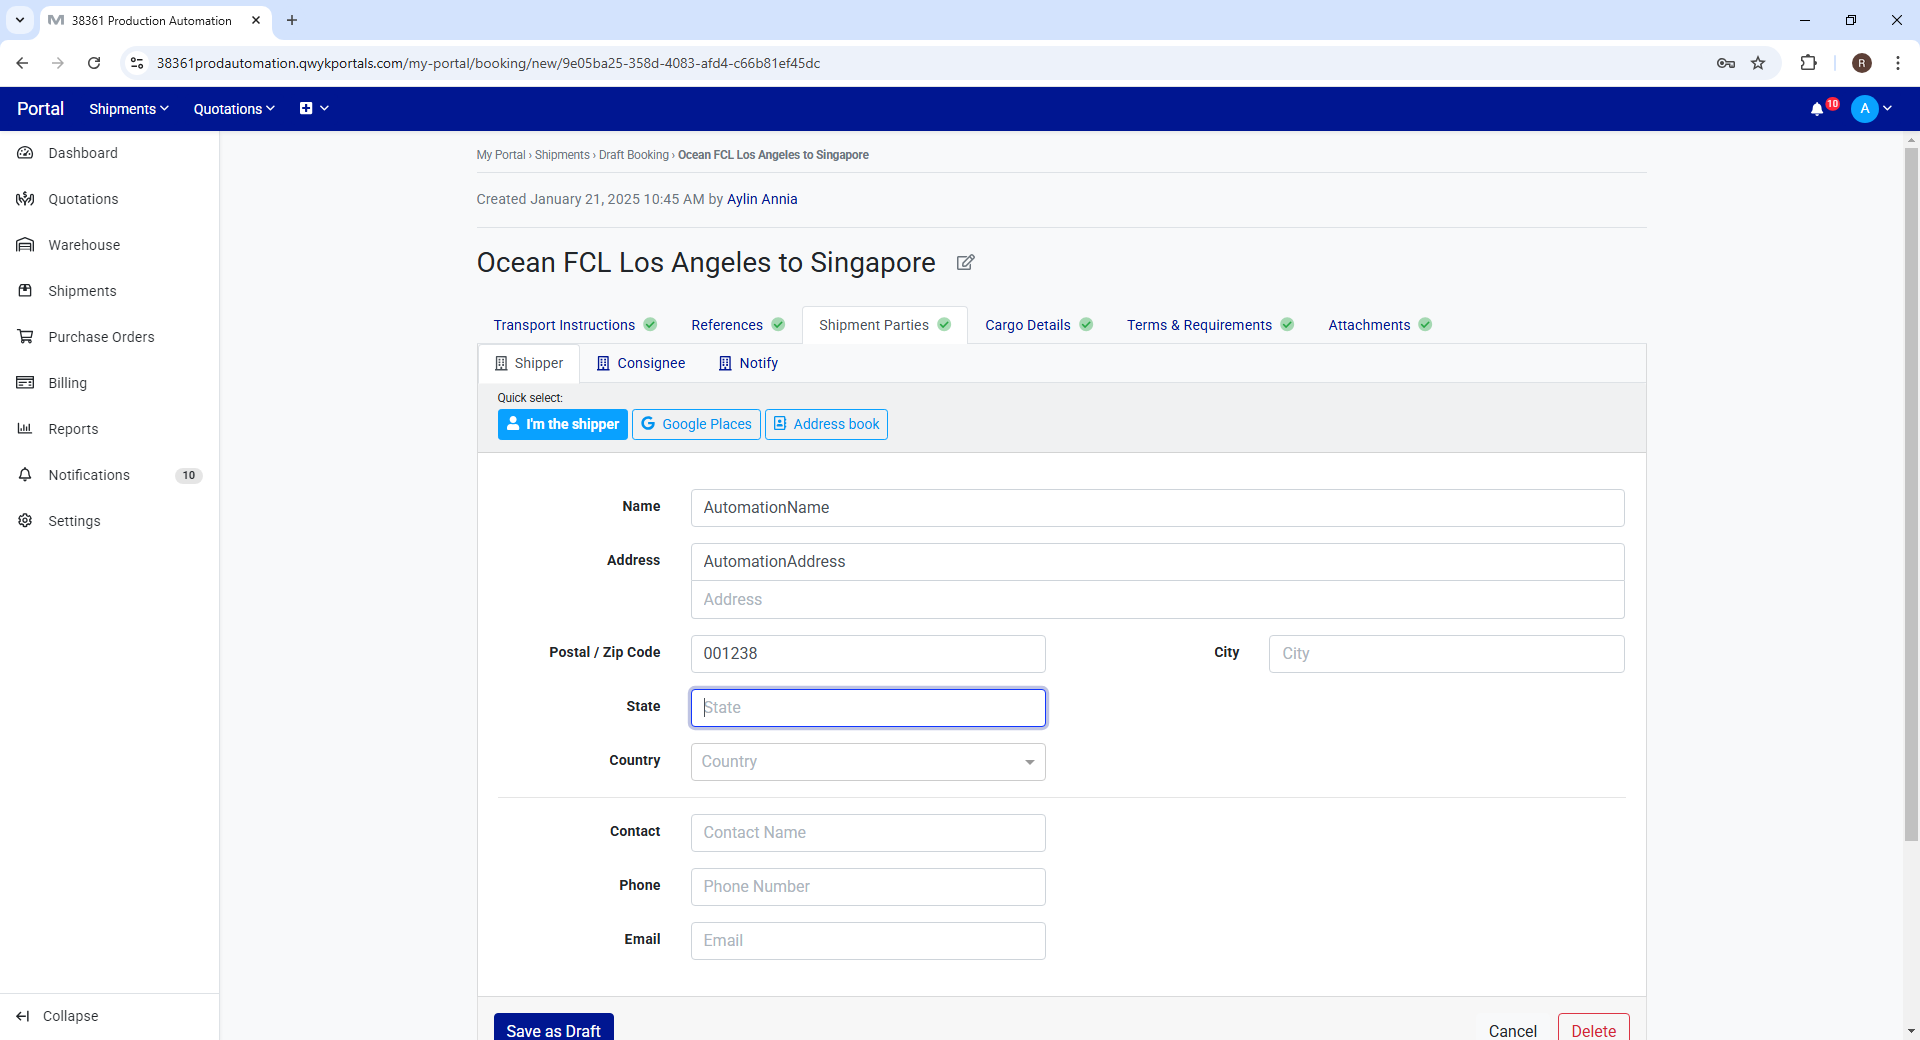 38361 Production Automation
38361prodautomation.qwykportals.com/my-portal/booking/new/9e05ba25-358d-4083-afd4-c66b81ef45dc
R
Portal
Shipments
Quotations
10
A
Dashboard
Quotations
Warehouse
Shipments
Purchase Orders
Billing
Reports
Notifications 10
Settings
Collapse
My Portal › Shipments › Draft Booking › Ocean FCL Los Angeles to Singapore
Created January 21, 2025 10:45 AM by Aylin Annia
Ocean FCL Los Angeles to Singapore
Transport Instructions References Shipment Parties Cargo Details Terms & Requirements Attachments
Shipper Consignee Notify
Quick select:
I'm the shipper Google Places Address book
Name AutomationName
Address AutomationAddress
Address
Postal / Zip Code 001238 City City
State State
Country Country
Contact Contact Name
Phone Phone Number
Email Email
Save as Draft Cancel Delete